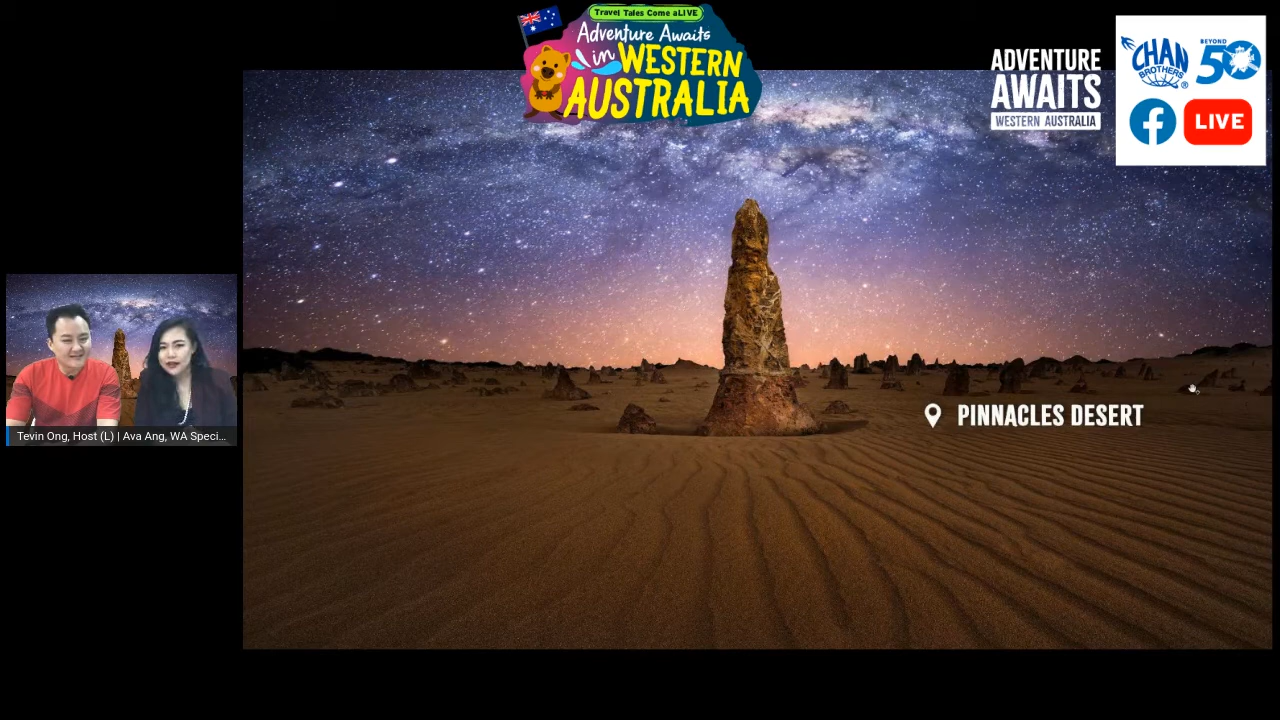 Travel Tales Come aLIVE
Adventure Awaits
in WESTERN
AUSTRALIA
ADVENTURE
AWAITS
WESTERN AUSTRALIA
CHAN
BROTHERS
®
BEYOND
50
LIVE
PINNACLES DESERT
Tevin Ong, Host (L) | Ava Ang, WA Speci...